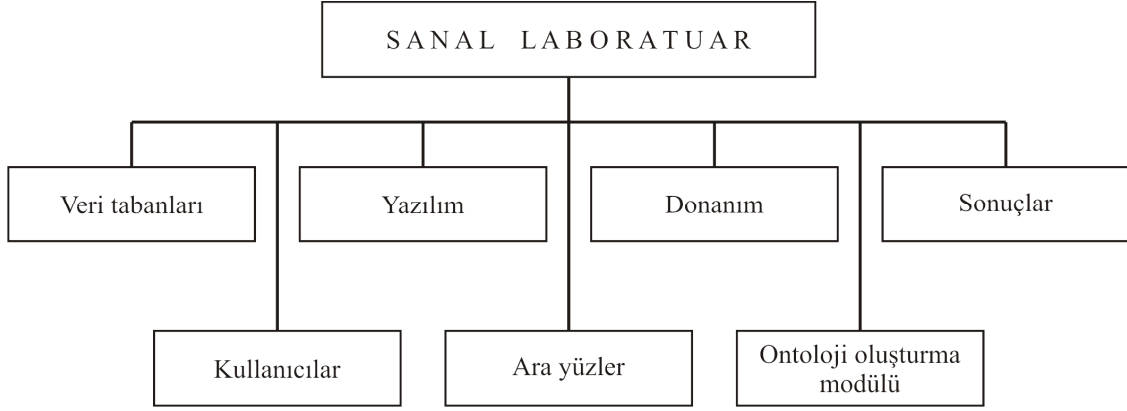 SANAL LABORATUAR
Veri tabanları
Yazılım
Donanım
Sonuçlar
Kullanıcılar
Ara yüzler
Ontoloji oluşturma
modülü